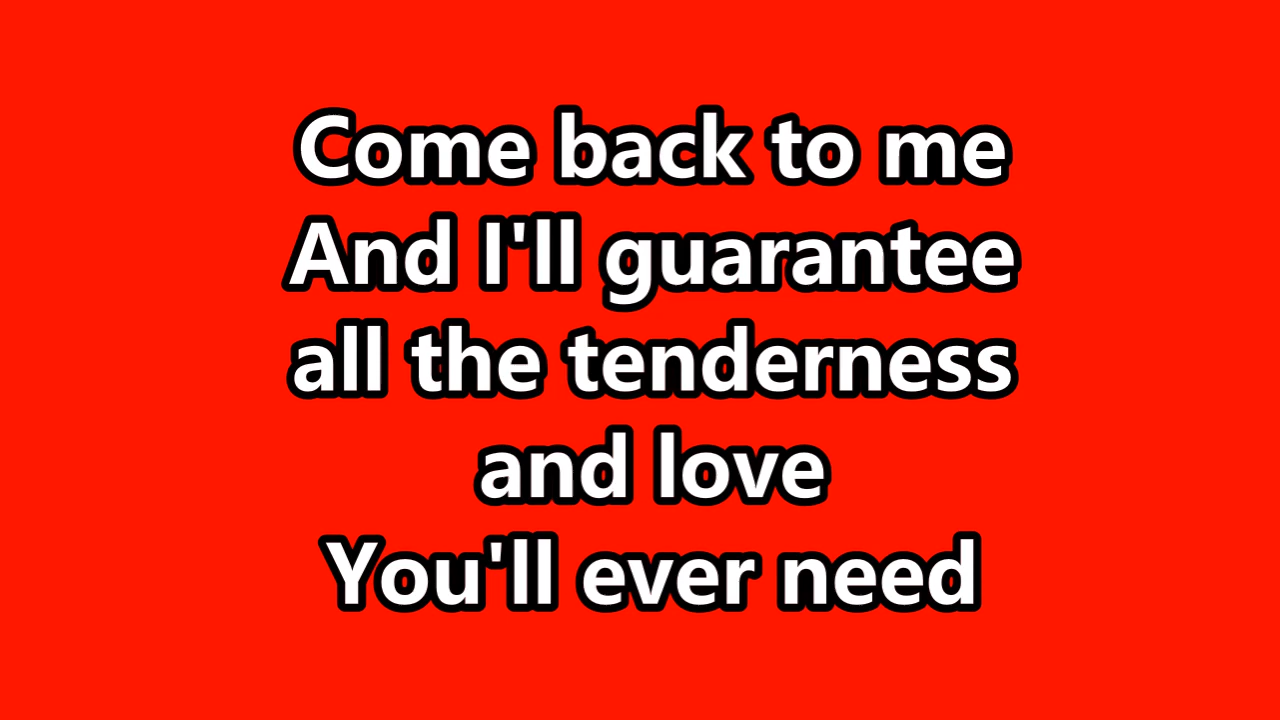 Come back to me
And I'll guarantee
all the tenderness
and love
You'll ever need